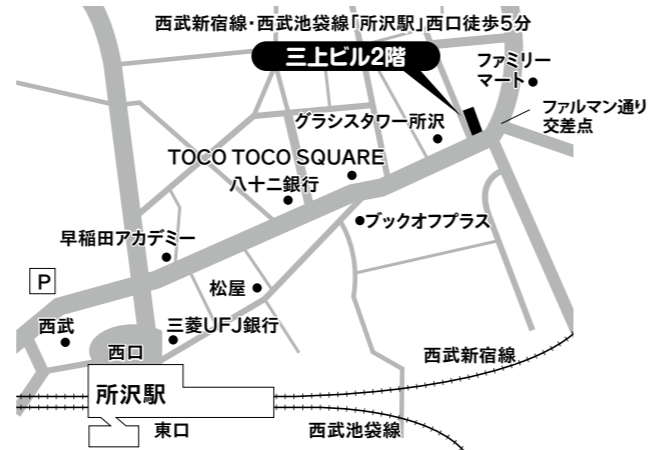 西武新宿線・西武池袋線「所沢駅」西口徒歩5分
三上ビル2階
ファミリー
マート
ファルマン通り
交差点
グラシスタワー所沢
TOCO TOCO SQUARE
八十二銀行
ブックオフプラス
早稲田アカデミー
P
松屋
西武
三菱UFJ銀行
西口
西武新宿線
所沢駅
東口
西武池袋線